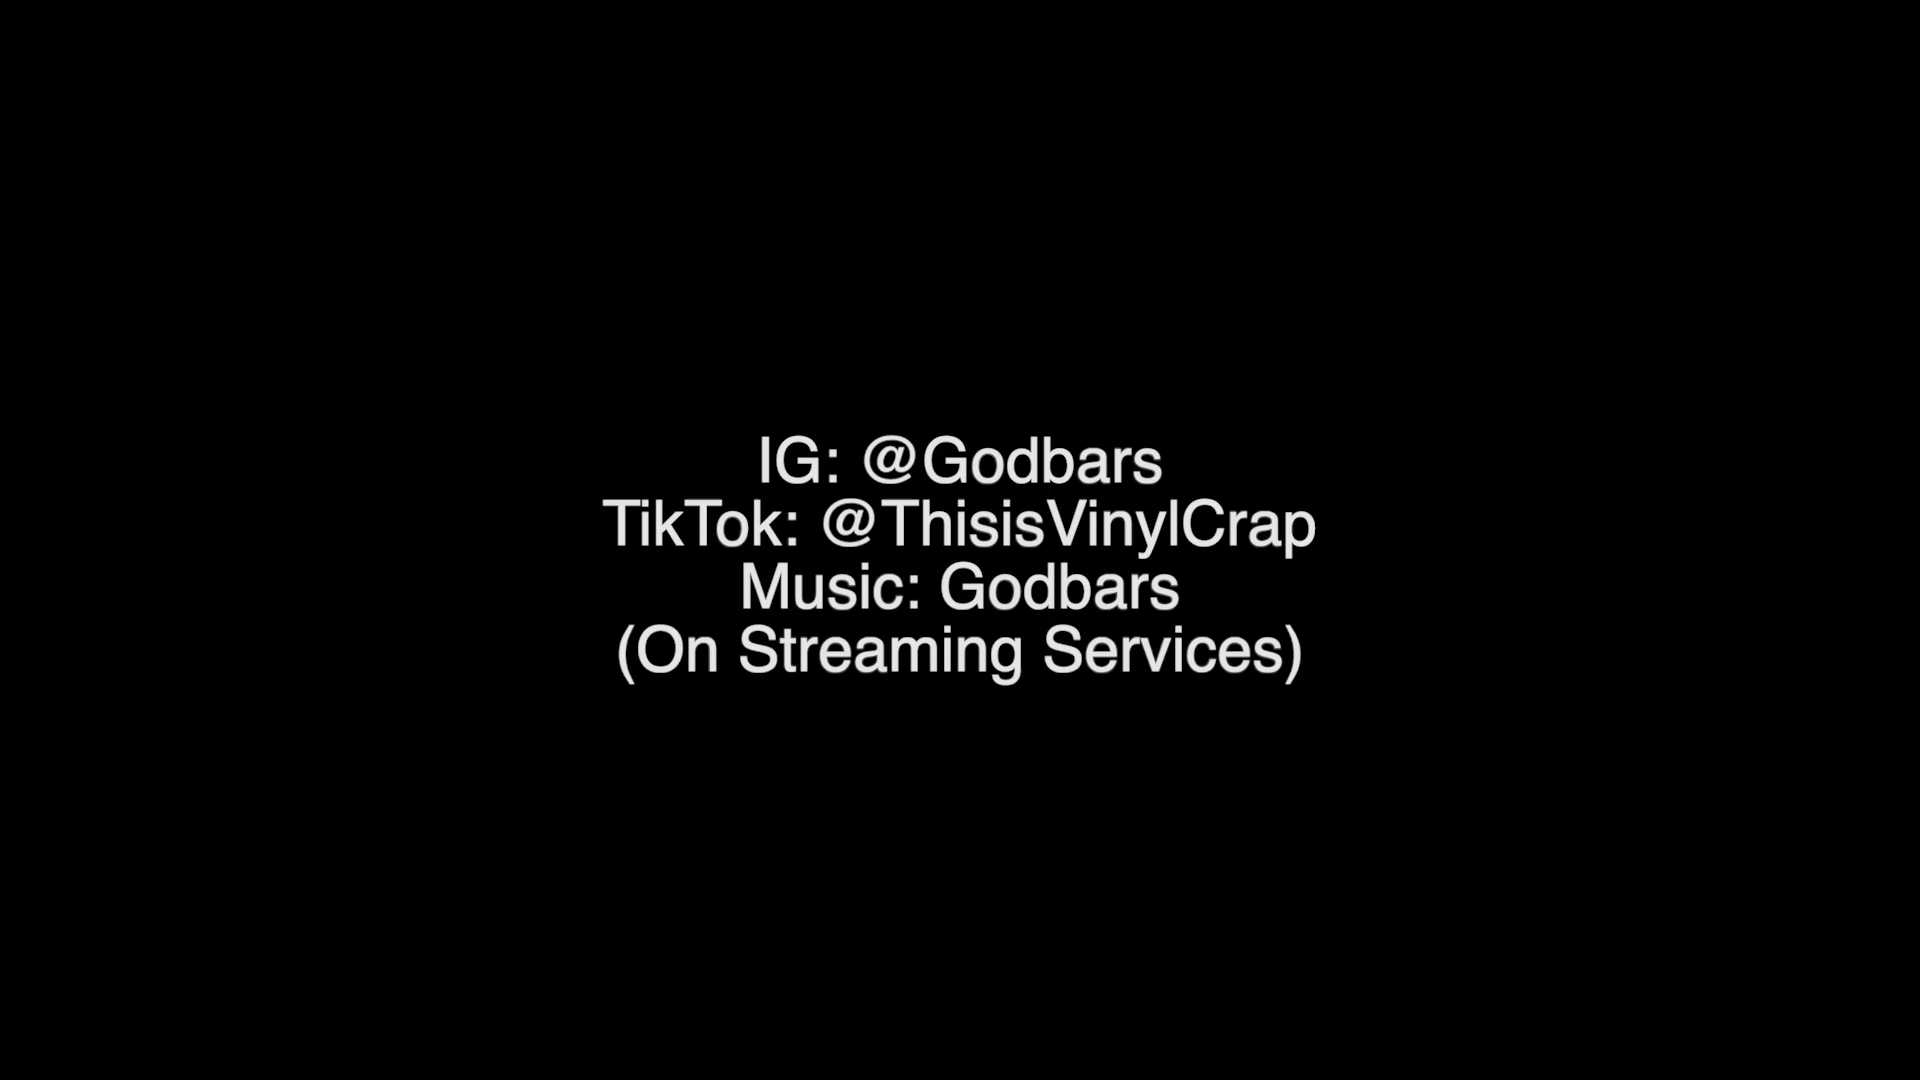 IG: @Godbars
TikTok: @ThisisVinylCrap
Music: Godbars
(On Streaming Services)